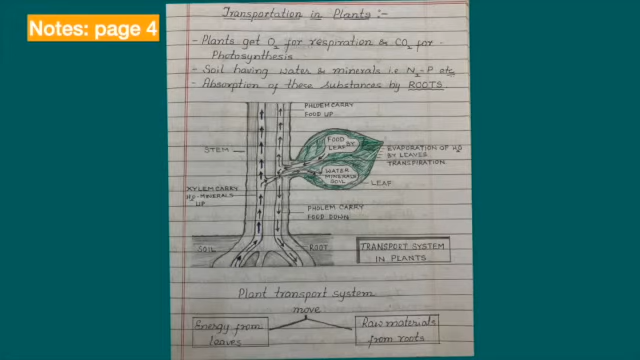 Notes: page 4
Transportation in Plants :-
- Plants get O2 for respiration & CO2 for
Photosynthesis
- Soil having water & minerals i.e N2, P etc
- Absorption of these substances by ROOTS.
PHLOEM CARRY
FOOD UP
STEM
FOOD BY
LEAF
EVAPORATION OF H2O
BY LEAVES
TRANSPIRATION
WATER
MINERALS
SOIL
LEAF
XYLEM CARRY
H2O MINERALS
UP
PHOLEM CARRY
FOOD DOWN
SOIL
ROOT
TRANSPORT SYSTEM
IN PLANTS
Plant transport system
move
Energy from
leaves
Raw materials
from roots